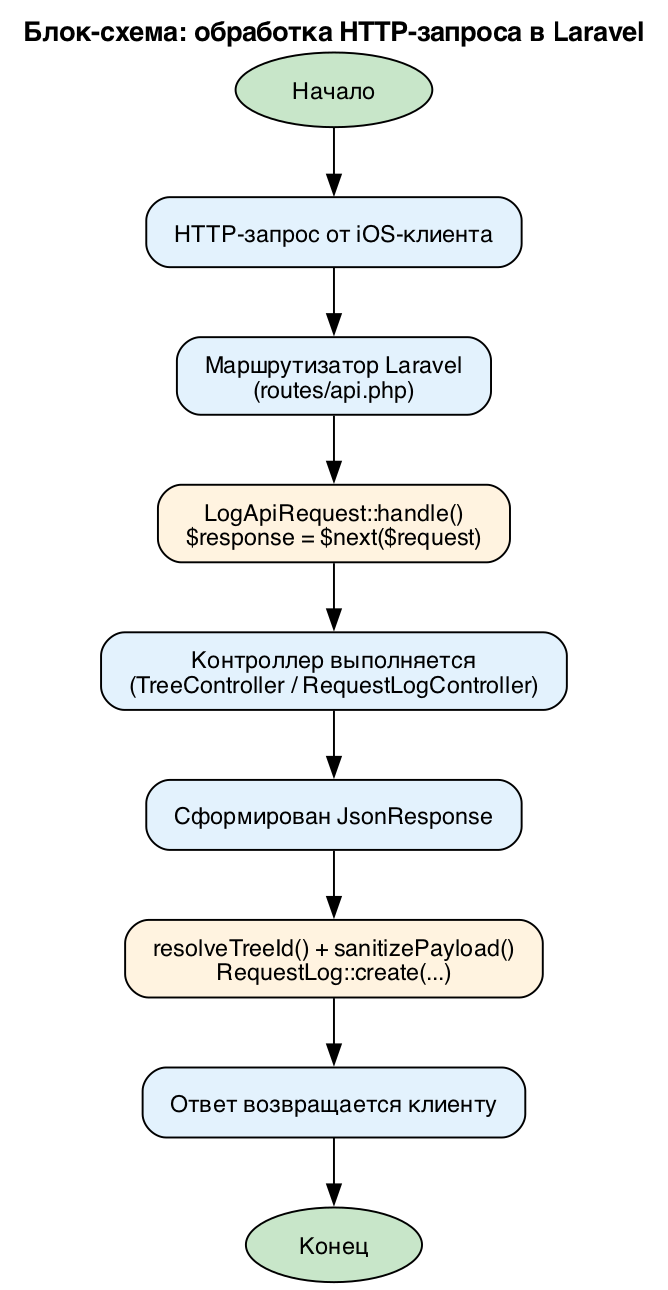 Блок-схема: обработка HTTP-запроса в Laravel
Начало
HTTP-запрос от iOS-клиента
Маршрутизатор Laravel
(routes/api.php)
LogApiRequest::handle()
$response = $next($request)
Контроллер выполняется
(TreeController / RequestLogController)
Сформирован JsonResponse
resolveTreeId() + sanitizePayload()
RequestLog::create(...)
Ответ возвращается клиенту
Конец